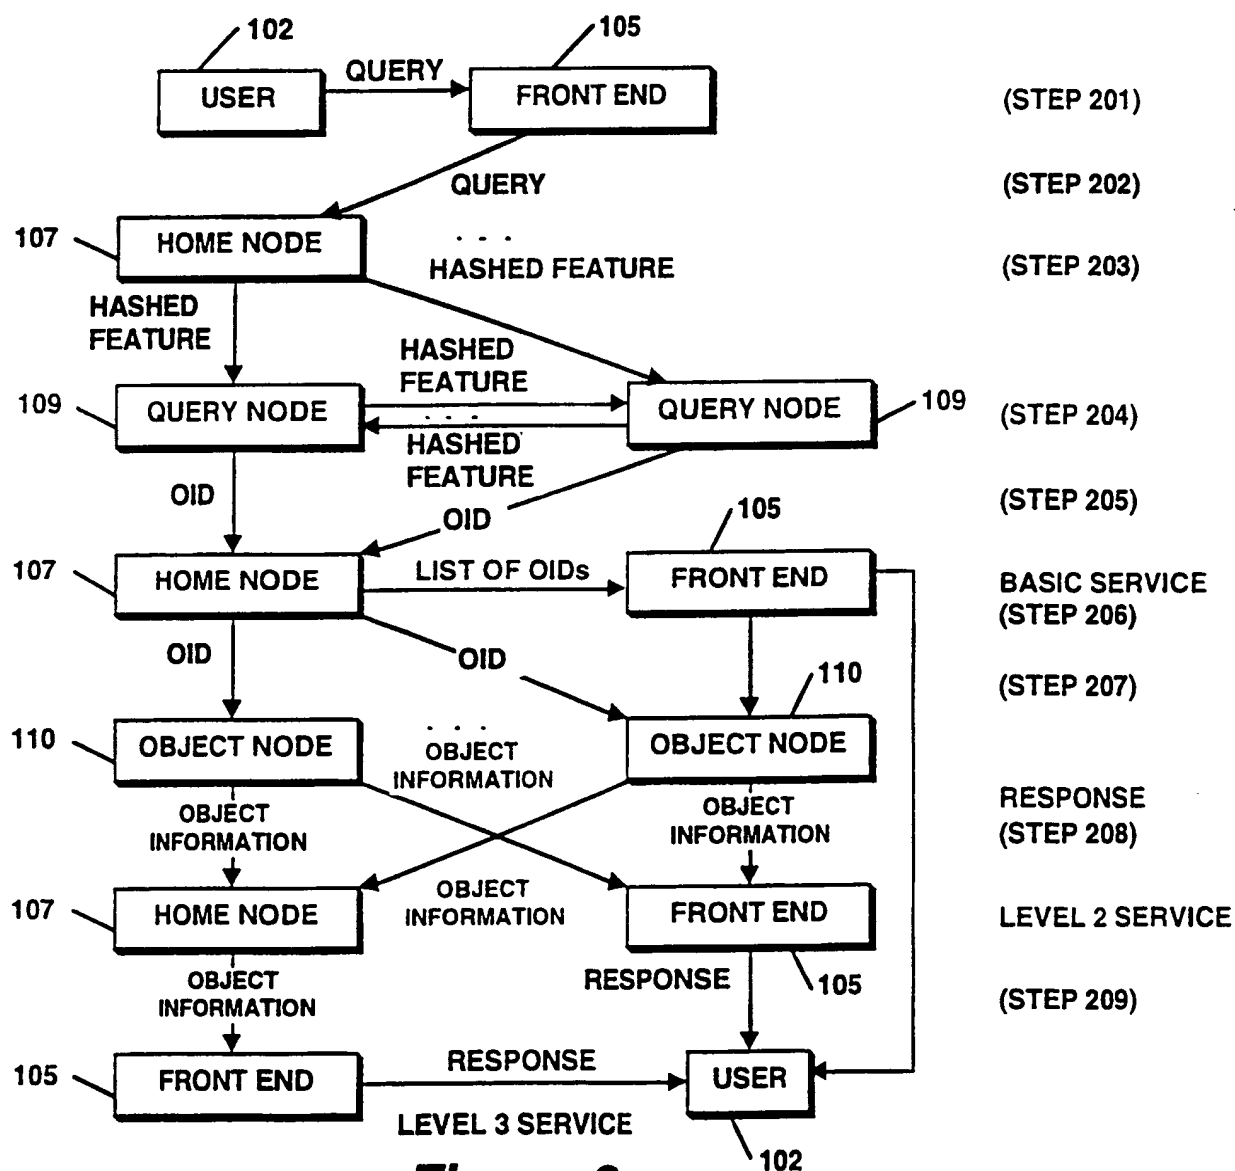 102
105
USER
QUERY
FRONT END
(STEP 201)
QUERY
(STEP 202)
107
HOME NODE
. . .
HASHED FEATURE
(STEP 203)
HASHED
FEATURE
HASHED
FEATURE
109
QUERY NODE
. . .
QUERY NODE
109
(STEP 204)
HASHED
FEATURE
OID
OID
105
(STEP 205)
107
HOME NODE
LIST OF OIDs
FRONT END
BASIC SERVICE
(STEP 206)
OID
OID
110
(STEP 207)
110
OBJECT NODE
. . .
OBJECT
INFORMATION
OBJECT NODE
OBJECT
INFORMATION
OBJECT
INFORMATION
RESPONSE
(STEP 208)
107
HOME NODE
OBJECT
INFORMATION
FRONT END
LEVEL 2 SERVICE
OBJECT
INFORMATION
RESPONSE
105
(STEP 209)
105
FRONT END
RESPONSE
USER
LEVEL 3 SERVICE
102